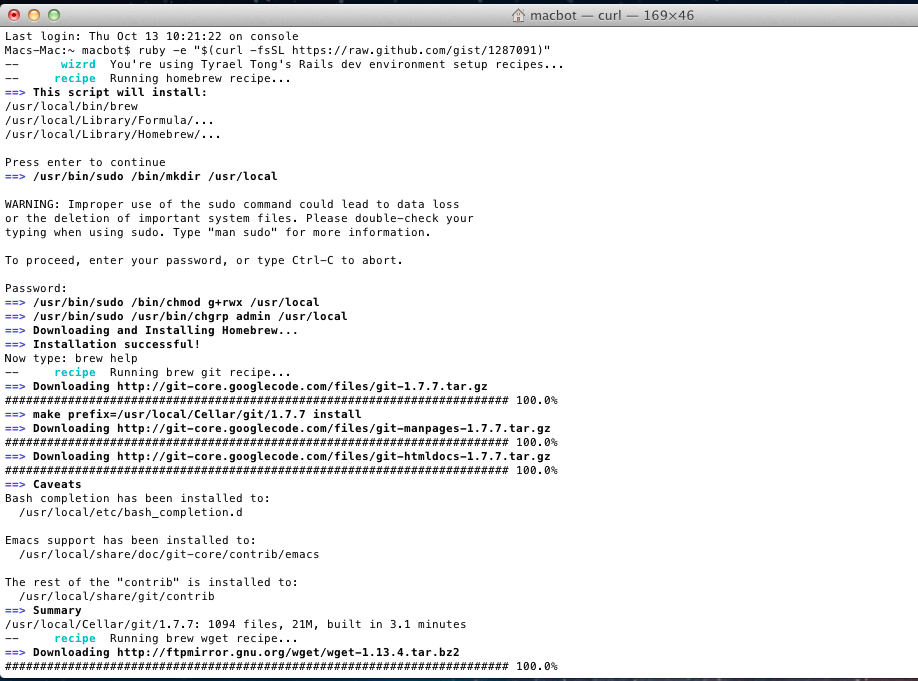 macbot — curl — 169×46
Last login: Thu Oct 13 10:21:22 on console
Macs-Mac:~ macbot$ ruby -e "$(curl -fsSL https://raw.github.com/gist/1287091)"
--      wizrd  You're using Tyrael Tong's Rails dev environment setup recipes...
--     recipe  Running homebrew recipe...
==> This script will install:
/usr/local/bin/brew
/usr/local/Library/Formula/...
/usr/local/Library/Homebrew/...

Press enter to continue
==> /usr/bin/sudo /bin/mkdir /usr/local

WARNING: Improper use of the sudo command could lead to data loss
or the deletion of important system files. Please double-check your
typing when using sudo. Type "man sudo" for more information.

To proceed, enter your password, or type Ctrl-C to abort.

Password:
==> /usr/bin/sudo /bin/chmod g+rwx /usr/local
==> /usr/bin/sudo /usr/bin/chgrp admin /usr/local
==> Downloading and Installing Homebrew...
==> Installation successful!
Now type: brew help
--     recipe  Running brew git recipe...
==> Downloading http://git-core.googlecode.com/files/git-1.7.7.tar.gz
######################################################################## 100.0%
==> make prefix=/usr/local/Cellar/git/1.7.7 install
==> Downloading http://git-core.googlecode.com/files/git-manpages-1.7.7.tar.gz
######################################################################## 100.0%
==> Downloading http://git-core.googlecode.com/files/git-htmldocs-1.7.7.tar.gz
######################################################################## 100.0%
==> Caveats
Bash completion has been installed to:
  /usr/local/etc/bash_completion.d

Emacs support has been installed to:
  /usr/local/share/doc/git-core/contrib/emacs

The rest of the "contrib" is installed to:
  /usr/local/share/git/contrib
==> Summary
/usr/local/Cellar/git/1.7.7: 1094 files, 21M, built in 3.1 minutes
--     recipe  Running brew wget recipe...
==> Downloading http://ftpmirror.gnu.org/wget/wget-1.13.4.tar.bz2
######################################################################## 100.0%